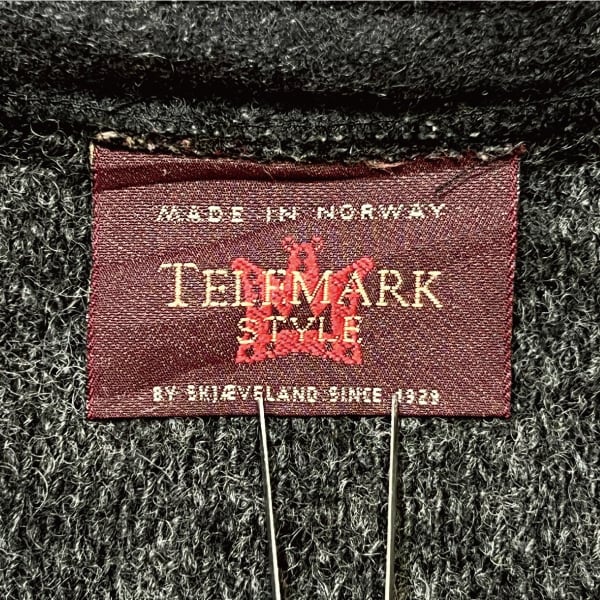 MADE IN NORWAY
TELEMARK
STYLE
BY SKJÆVELAND SINCE 1929